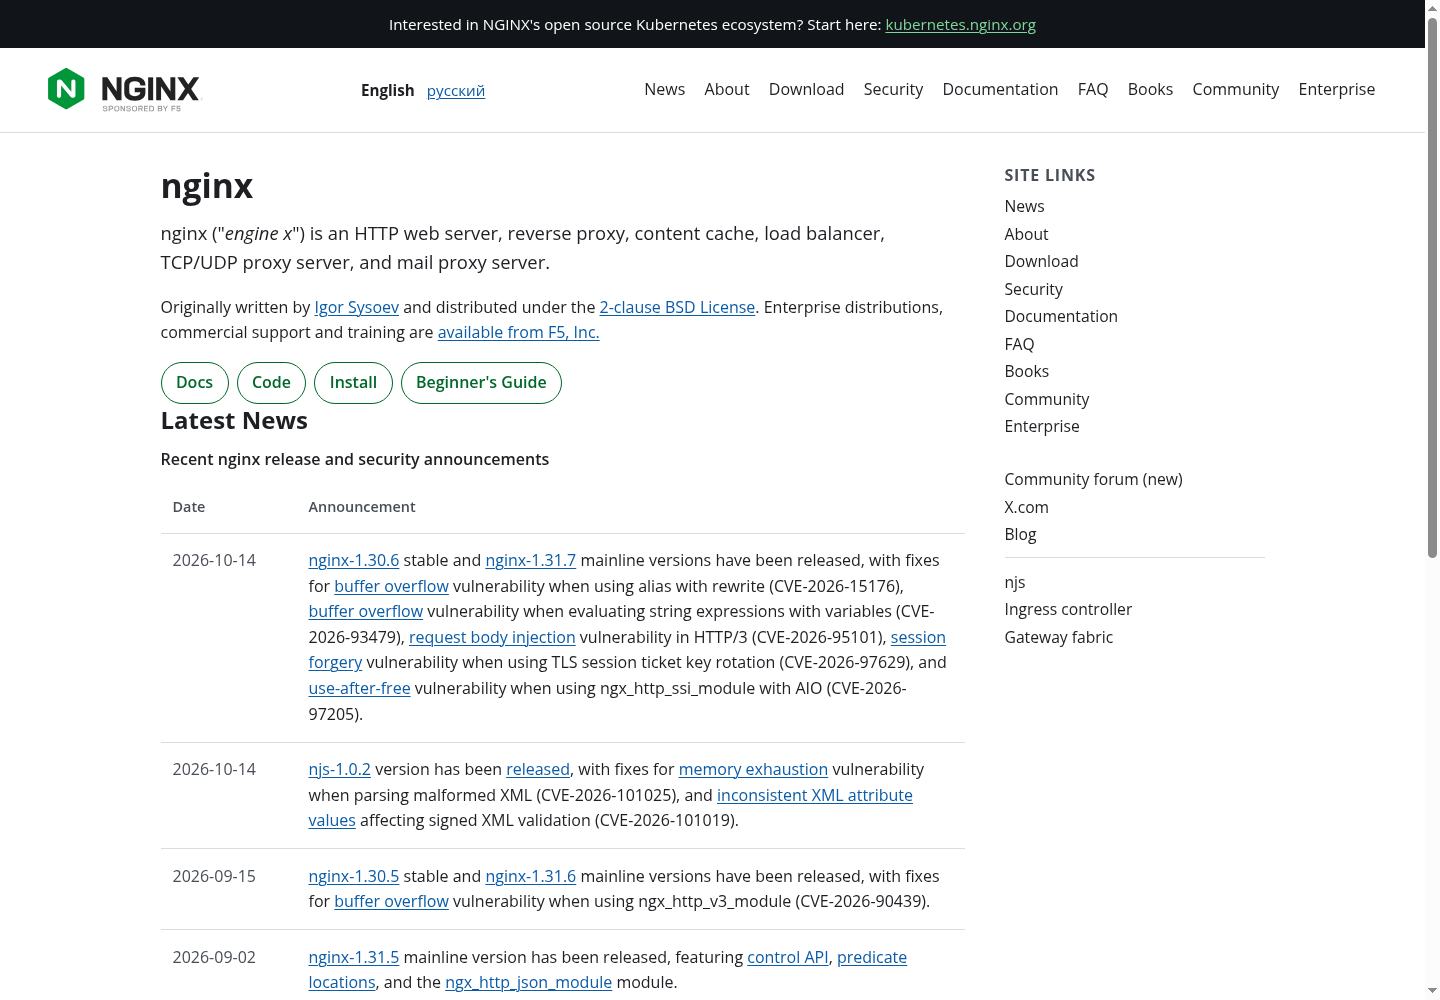 Interested in NGINX's open source Kubernetes ecosystem? Start here: kubernetes.nginx.org
NGINX
SPONSORED BY F5
English русский
News About Download Security Documentation FAQ Books Community Enterprise
nginx
nginx ("engine x") is an HTTP web server, reverse proxy, content cache, load balancer,
TCP/UDP proxy server, and mail proxy server.
Originally written by Igor Sysoev and distributed under the 2-clause BSD License. Enterprise distributions,
commercial support and training are available from F5, Inc.
Docs Code Install Beginner's Guide
Latest News
Recent nginx release and security announcements
Date Announcement
2026-10-14 nginx-1.30.6 stable and nginx-1.31.7 mainline versions have been released, with fixes
for buffer overflow vulnerability when using alias with rewrite (CVE-2026-15176),
buffer overflow vulnerability when evaluating string expressions with variables (CVE-
2026-93479), request body injection vulnerability in HTTP/3 (CVE-2026-95101), session
forgery vulnerability when using TLS session ticket key rotation (CVE-2026-97629), and
use-after-free vulnerability when using ngx_http_ssi_module with AIO (CVE-2026-
97205).
2026-10-14 njs-1.0.2 version has been released, with fixes for memory exhaustion vulnerability
when parsing malformed XML (CVE-2026-101025), and inconsistent XML attribute
values affecting signed XML validation (CVE-2026-101019).
2026-09-15 nginx-1.30.5 stable and nginx-1.31.6 mainline versions have been released, with fixes
for buffer overflow vulnerability when using ngx_http_v3_module (CVE-2026-90439).
2026-09-02 nginx-1.31.5 mainline version has been released, featuring control API, predicate
locations, and the ngx_http_json_module module.
SITE LINKS
News
About
Download
Security
Documentation
FAQ
Books
Community
Enterprise
Community forum (new)
X.com
Blog
njs
Ingress controller
Gateway fabric